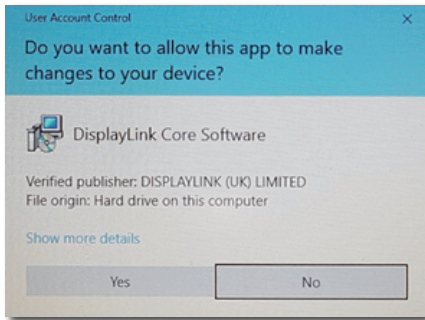 User Account Control
Do you want to allow this app to make
changes to your device?
DisplayLink Core Software
Verified publisher: DISPLAYLINK (UK) LIMITED
File origin: Hard drive on this computer
Show more details
Yes
No